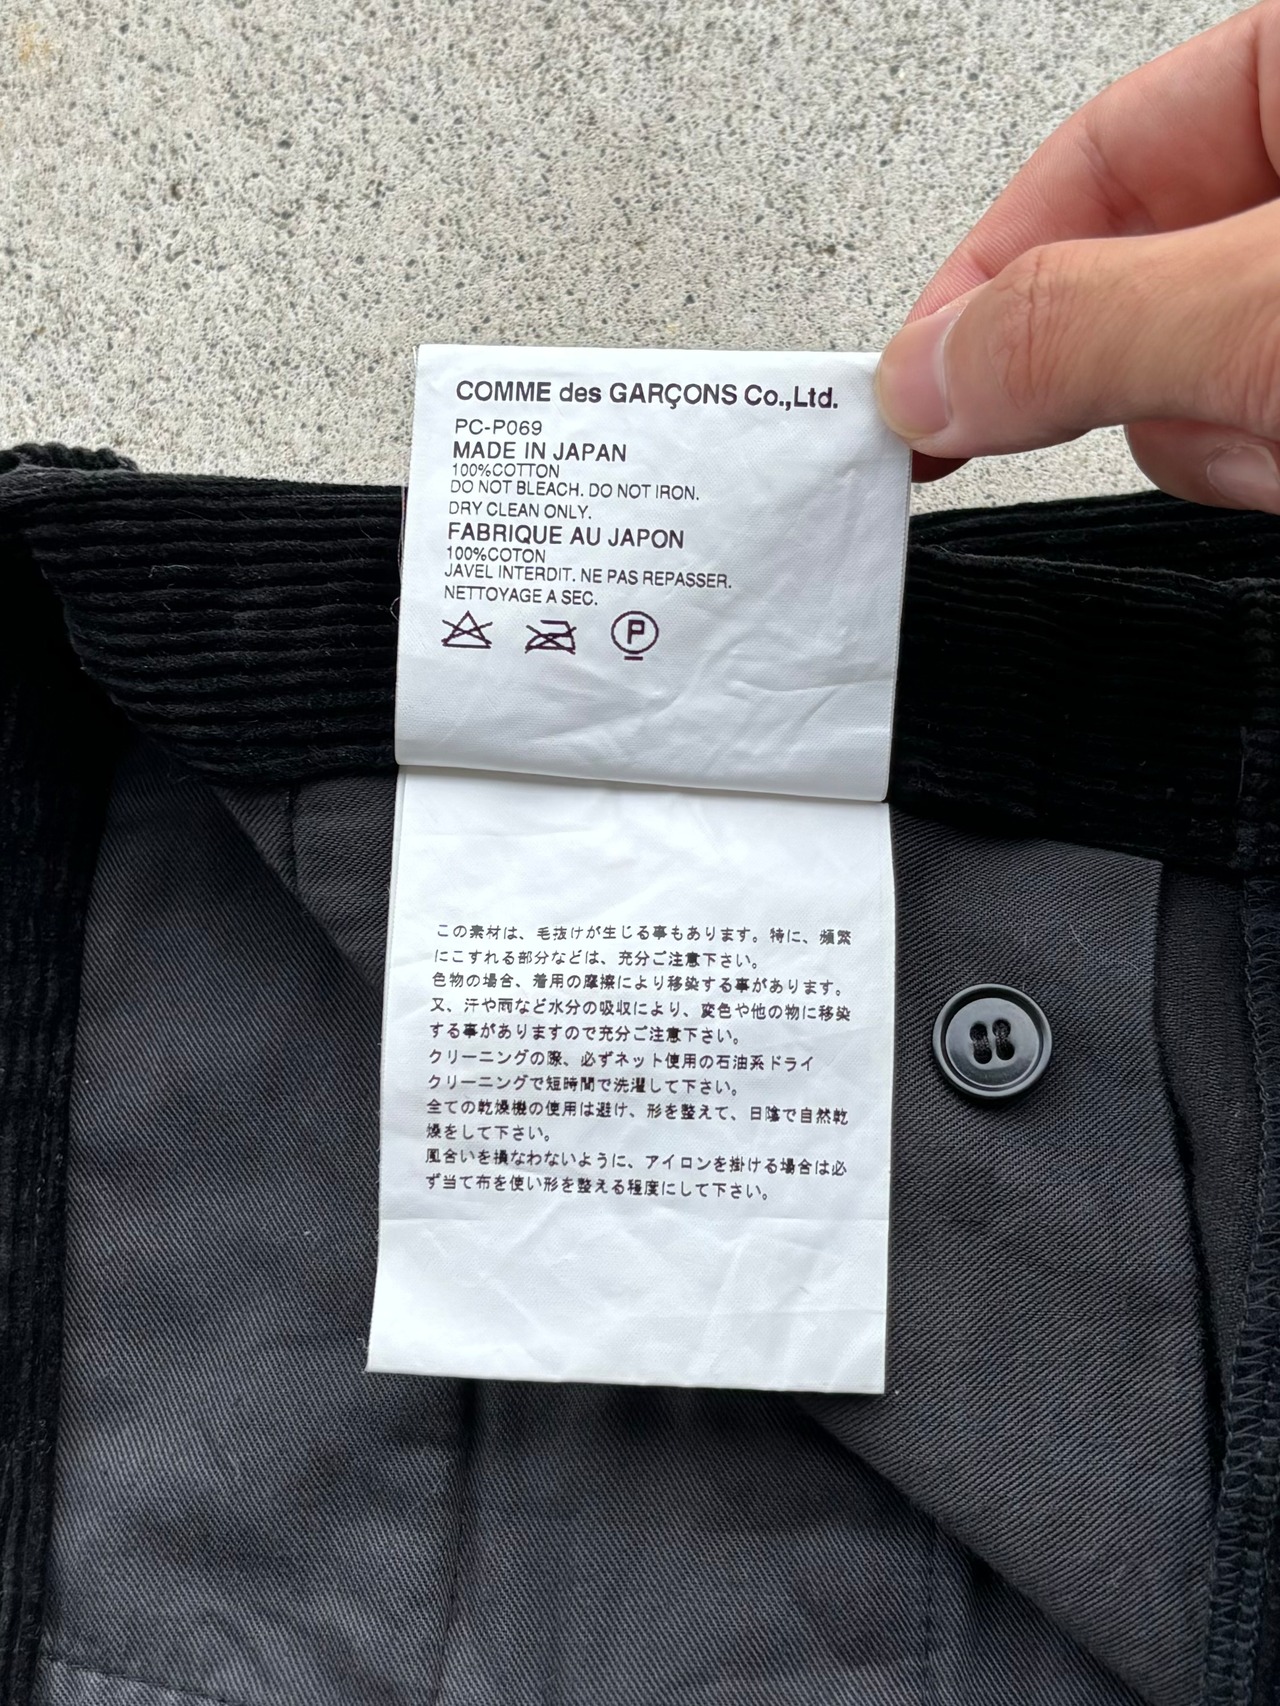 COMME des GARÇONS Co.,Ltd.
PC-P069
MADE IN JAPAN
100%COTTON
DO NOT BLEACH. DO NOT IRON.
DRY CLEAN ONLY.
FABRIQUE AU JAPON
100%COTON
JAVEL INTERDIT. NE PAS REPASSER.
NETTOYAGE A SEC.
P
この素材は、毛抜けが生じる事もあります。特に、頻繁
にこすれる部分などは、充分ご注意下さい。
色物の場合、着用の摩擦により移染する事があります。
又、汗や雨など水分の吸収により、変色や他の物に移染
する事がありますので充分ご注意下さい。
クリーニングの際、必ずネット使用の石油系ドライ
クリーニングで短時間で洗濯して下さい。
全ての乾燥機の使用は避け、形を整えて、日陰で自然乾
燥をして下さい。
風合いを損なわないように、アイロンを掛ける場合は必
ず当て布を使い形を整える程度にして下さい。